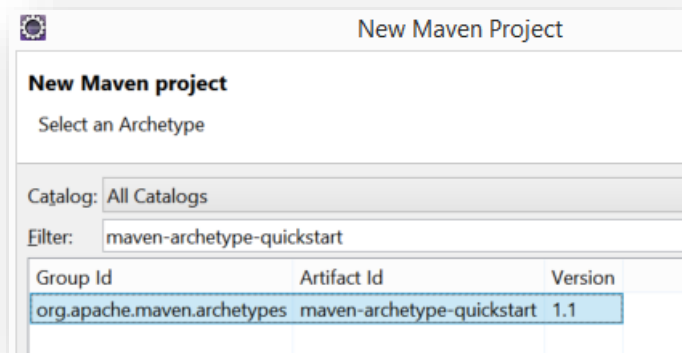 New Maven Project
New Maven project
Select an Archetype
Catalog: All Catalogs
Filter: maven-archetype-quickstart
Group Id Artifact Id Version
org.apache.maven.archetypes maven-archetype-quickstart 1.1